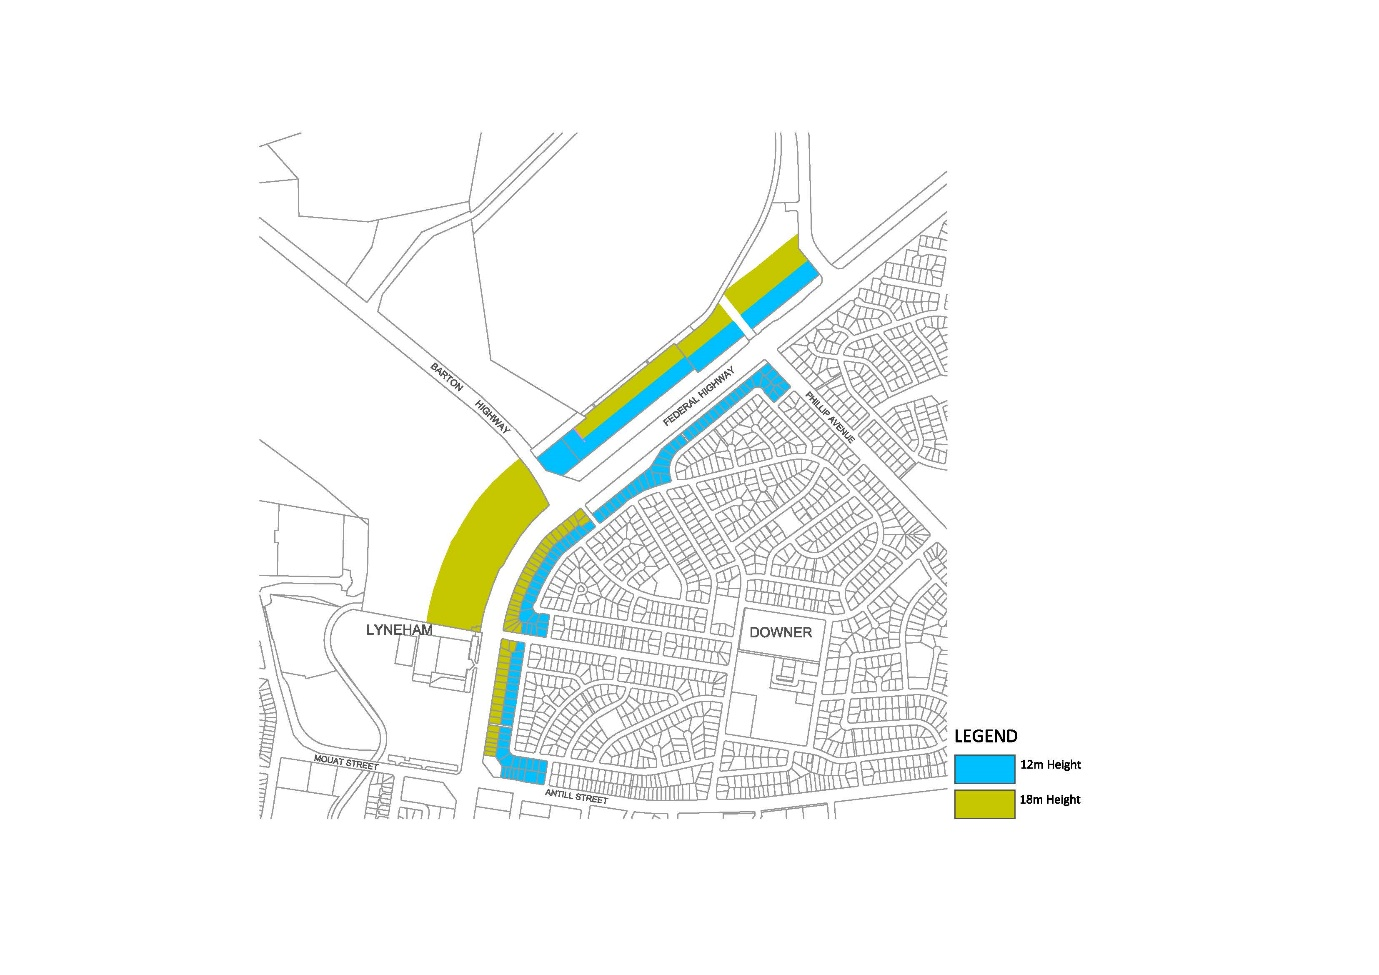 BARTON
HIGHWAY
FEDERAL HIGHWAY
PHILLIP AVENUE
LYNEHAM
DOWNER
MOUAT STREET
ANTILL STREET
LEGEND
12m Height
18m Height